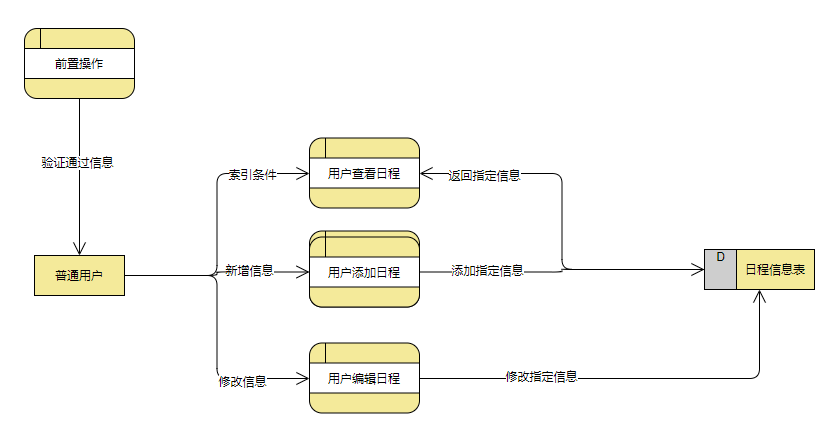 前置操作
验证通过信息
普通用户
索引条件
用户查看日程
返回指定信息
新增信息
用户添加日程
添加指定信息
D
日程信息表
修改信息
用户编辑日程
修改指定信息